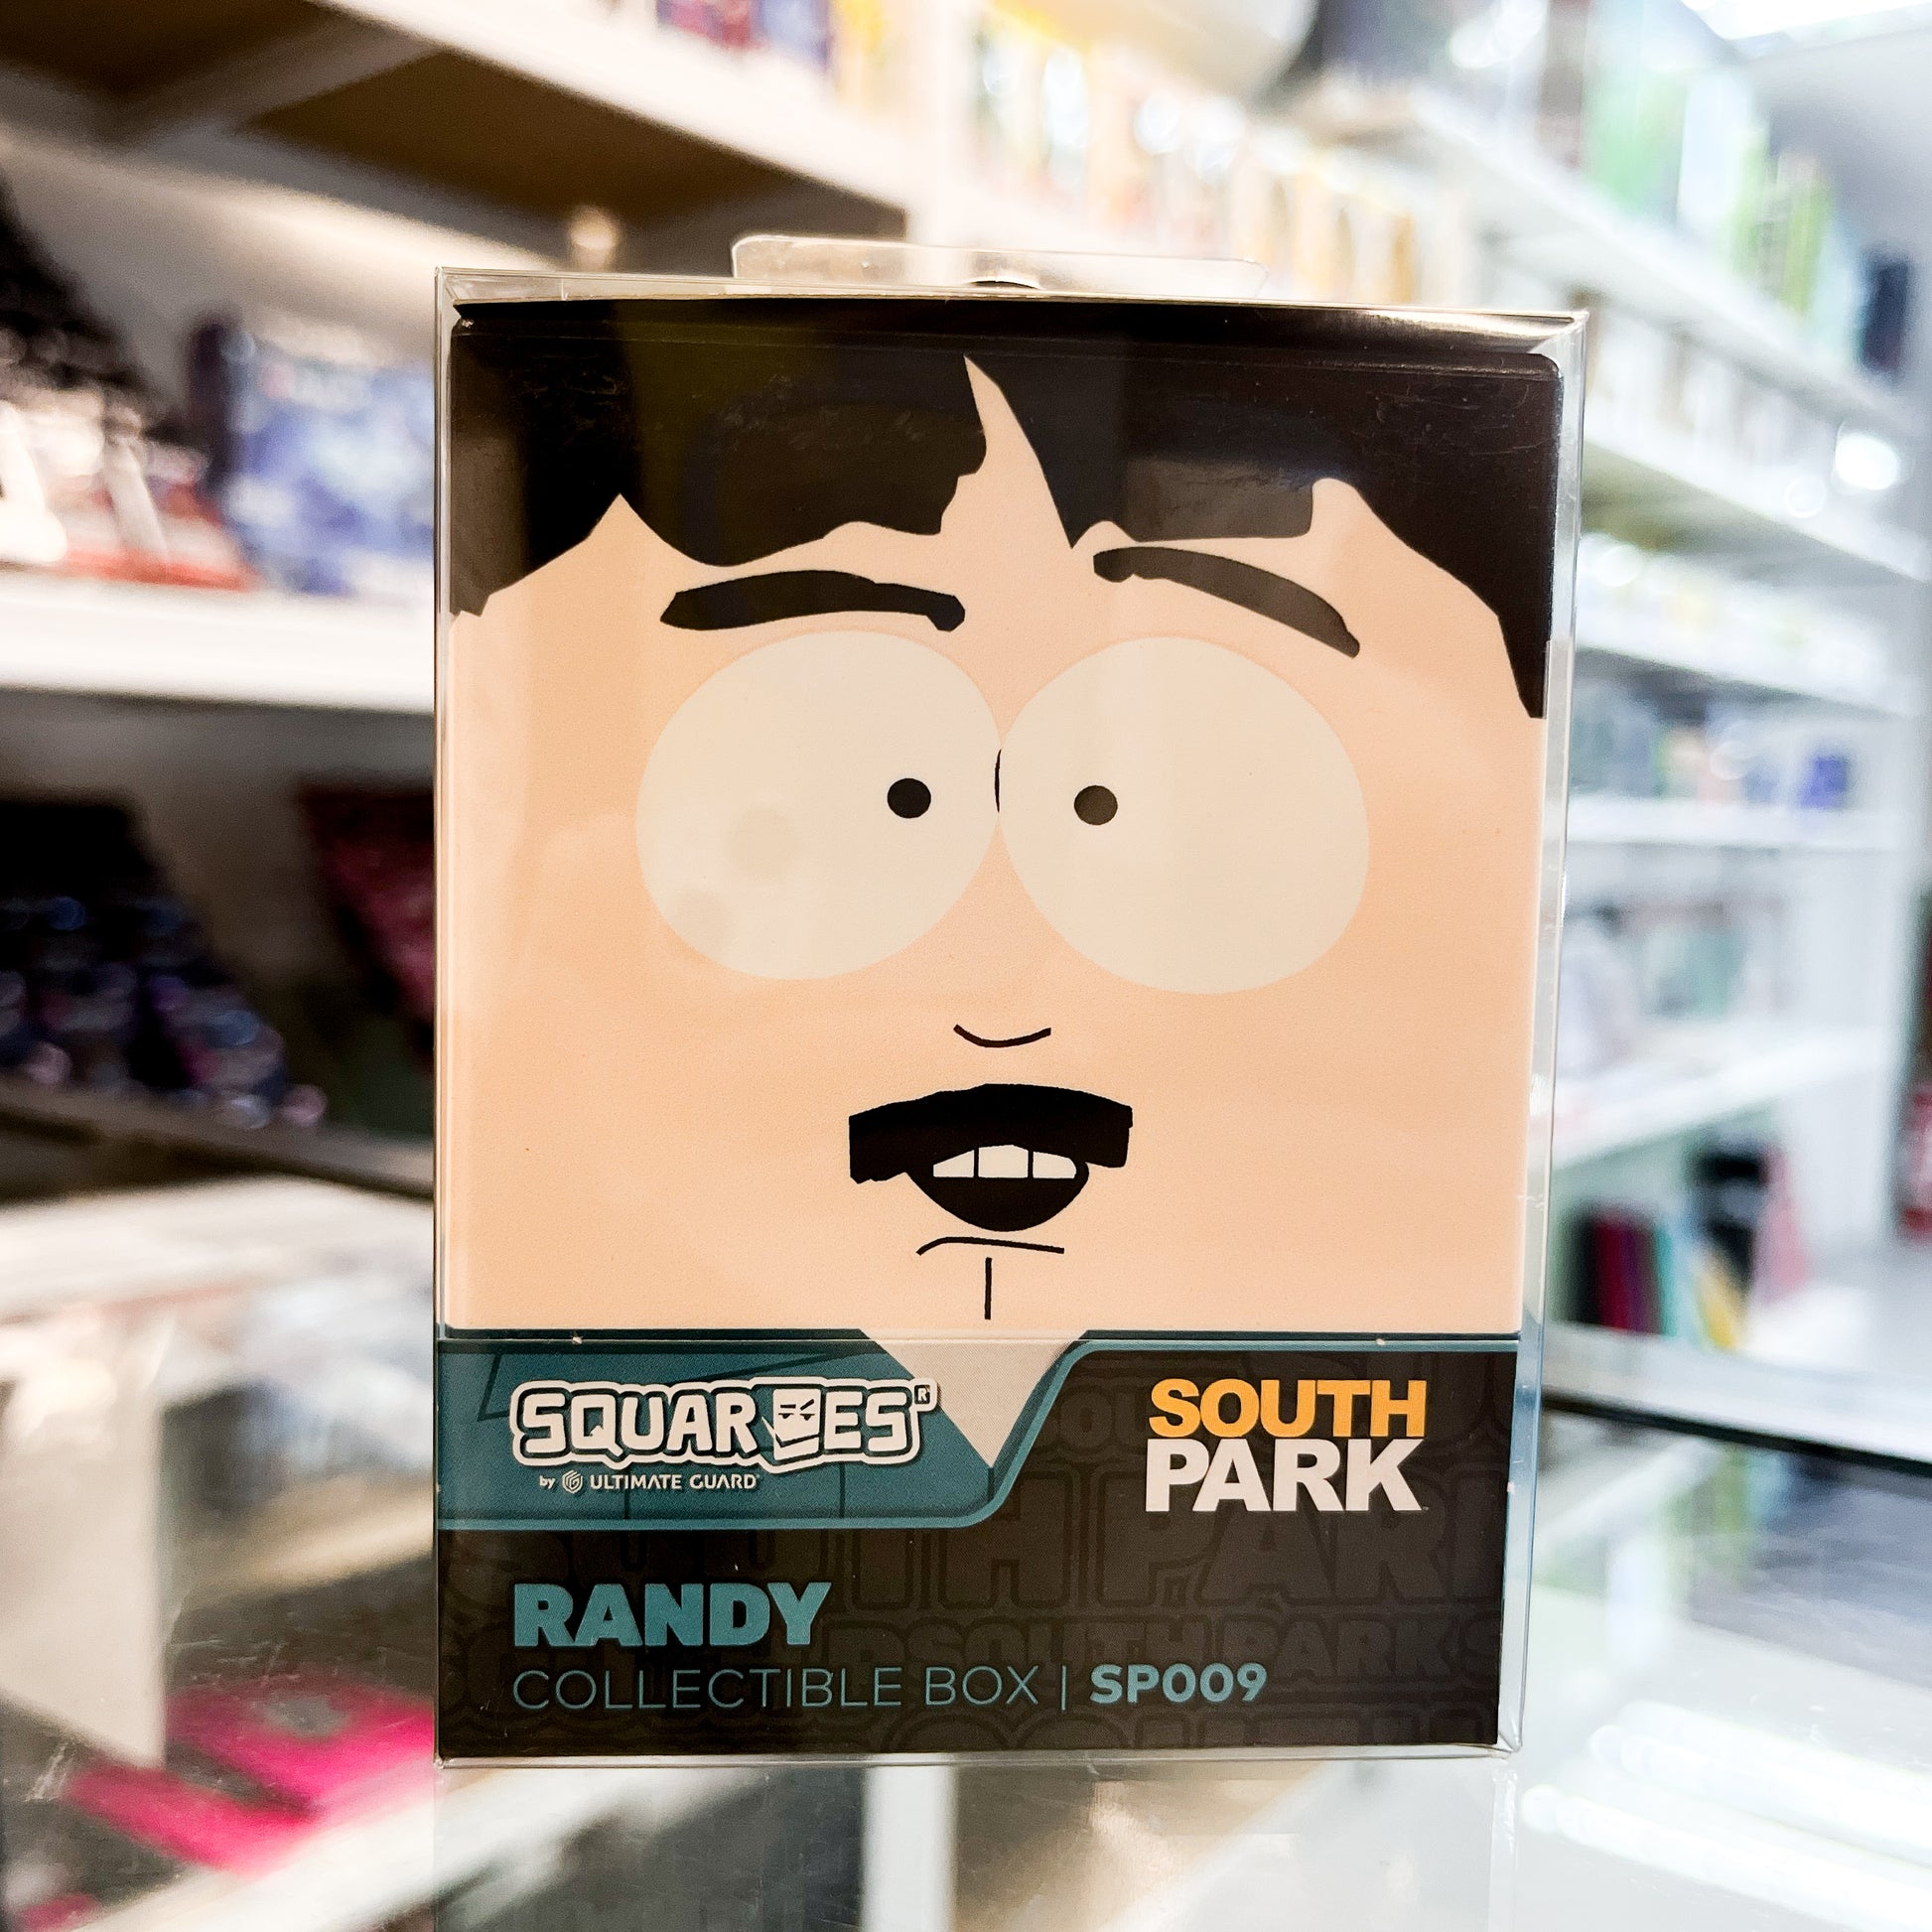 SQUAROES®
by ULTIMATE GUARD®
SOUTH
PARK
RANDY
COLLECTIBLE BOX | SP009